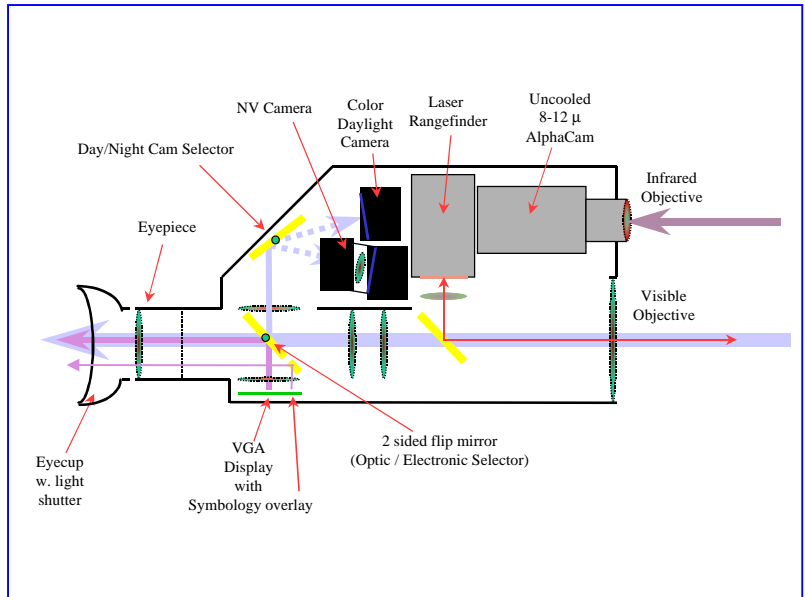 NV Camera
Color
Daylight
Camera
Laser
Rangefinder
Uncooled
8-12 μ
AlphaCam
Day/Night Cam Selector
Infrared
Objective
Eyepiece
Visible
Objective
Eyecup
w. light
shutter
VGA
Display
with
Symbology overlay
2 sided flip mirror
(Optic / Electronic Selector)